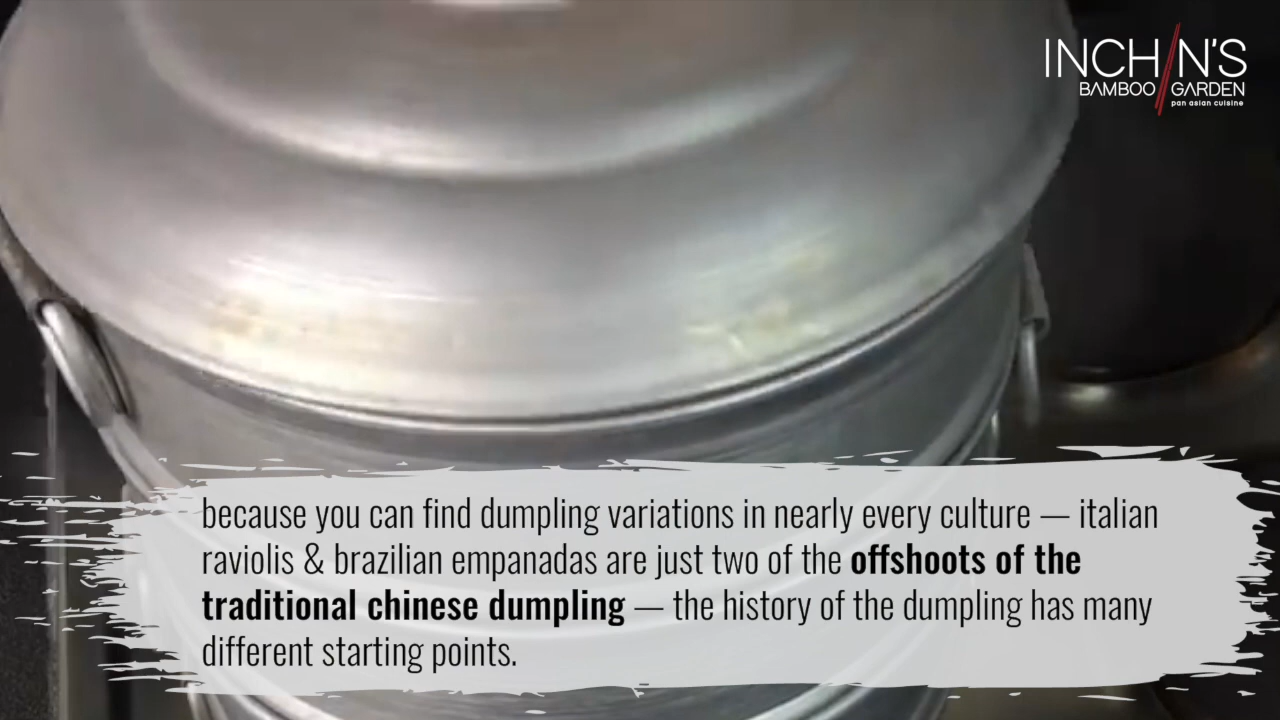 INCHIN'S
BAMBOO GARDEN
pan asian cuisine
because you can find dumpling variations in nearly every culture — italian
raviolis & brazilian empanadas are just two of the offshoots of the
traditional chinese dumpling — the history of the dumpling has many
different starting points.